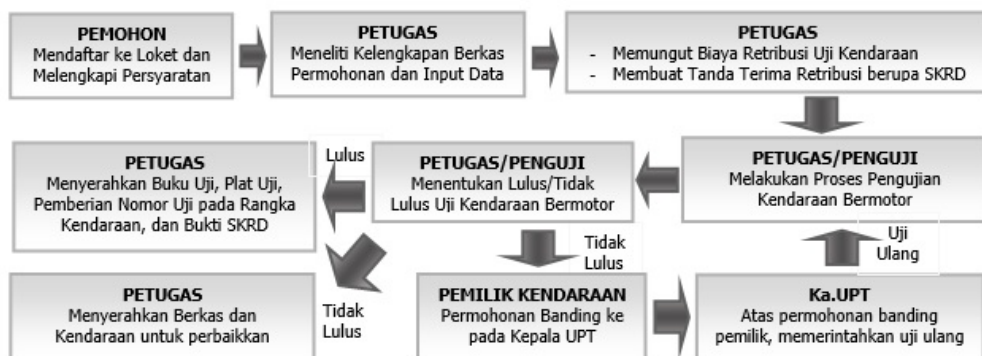 PEMOHON
Mendaftar ke Loket dan
Melengkapi Persyaratan
PETUGAS
Meneliti Kelengkapan Berkas
Permohonan dan Input Data
PETUGAS
- Memungut Biaya Retribusi Uji Kendaraan
- Membuat Tanda Terima Retribusi berupa SKRD
PETUGAS
Menyerahkan Buku Uji, Plat Uji,
Pemberian Nomor Uji pada Rangka
Kendaraan, dan Bukti SKRD
Lulus
PETUGAS/PENGUJI
Menentukan Lulus/Tidak
Lulus Uji Kendaraan Bermotor
PETUGAS/PENGUJI
Melakukan Proses Pengujian
Kendaraan Bermotor
Tidak
Lulus
Uji
Ulang
PETUGAS
Menyerahkan Berkas dan
Kendaraan untuk perbaikkan
Tidak
Lulus
PEMILIK KENDARAAN
Permohonan Banding ke
pada Kepala UPT
Ka.UPT
Atas permohonan banding
pemilik, memerintahkan uji ulang